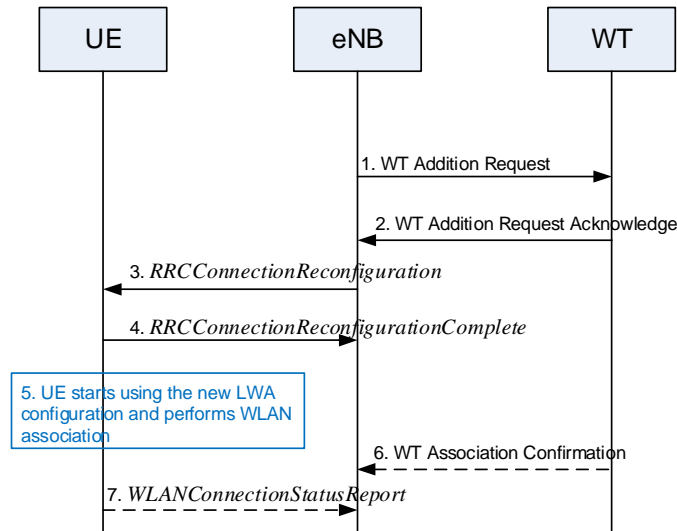 UE
eNB
WT
1. WT Addition Request
2. WT Addition Request Acknowledge
3. RRCConnectionReconfiguration
4. RRCConnectionReconfigurationComplete
5. UE starts using the new LWA
configuration and performs WLAN
association
6. WT Association Confirmation
7. WLANConnectionStatusReport